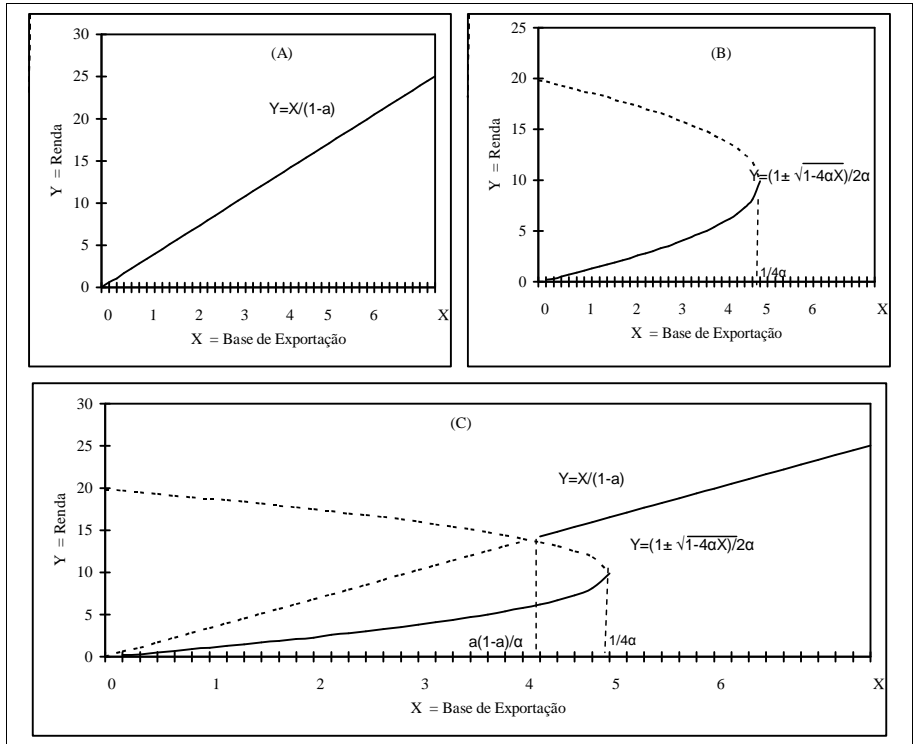 (A)
30
25
20
15
10
5
0
Y = Renda
Y=X/(1-a)
0 1 2 3 4 5 6 X
X = Base de Exportação
(B)
25
20
15
10
5
0
Y = Renda
Y=(1± √1-4αX)/2α
1/4α
0 1 2 3 4 5 6 X
X = Base de Exportação
(C)
30
25
20
15
10
5
0
Y = Renda
Y=X/(1-a)
Y=(1± √1-4αX)/2α
a(1-a)/α
1/4α
0 1 2 3 4 5 6 X
X = Base de Exportação